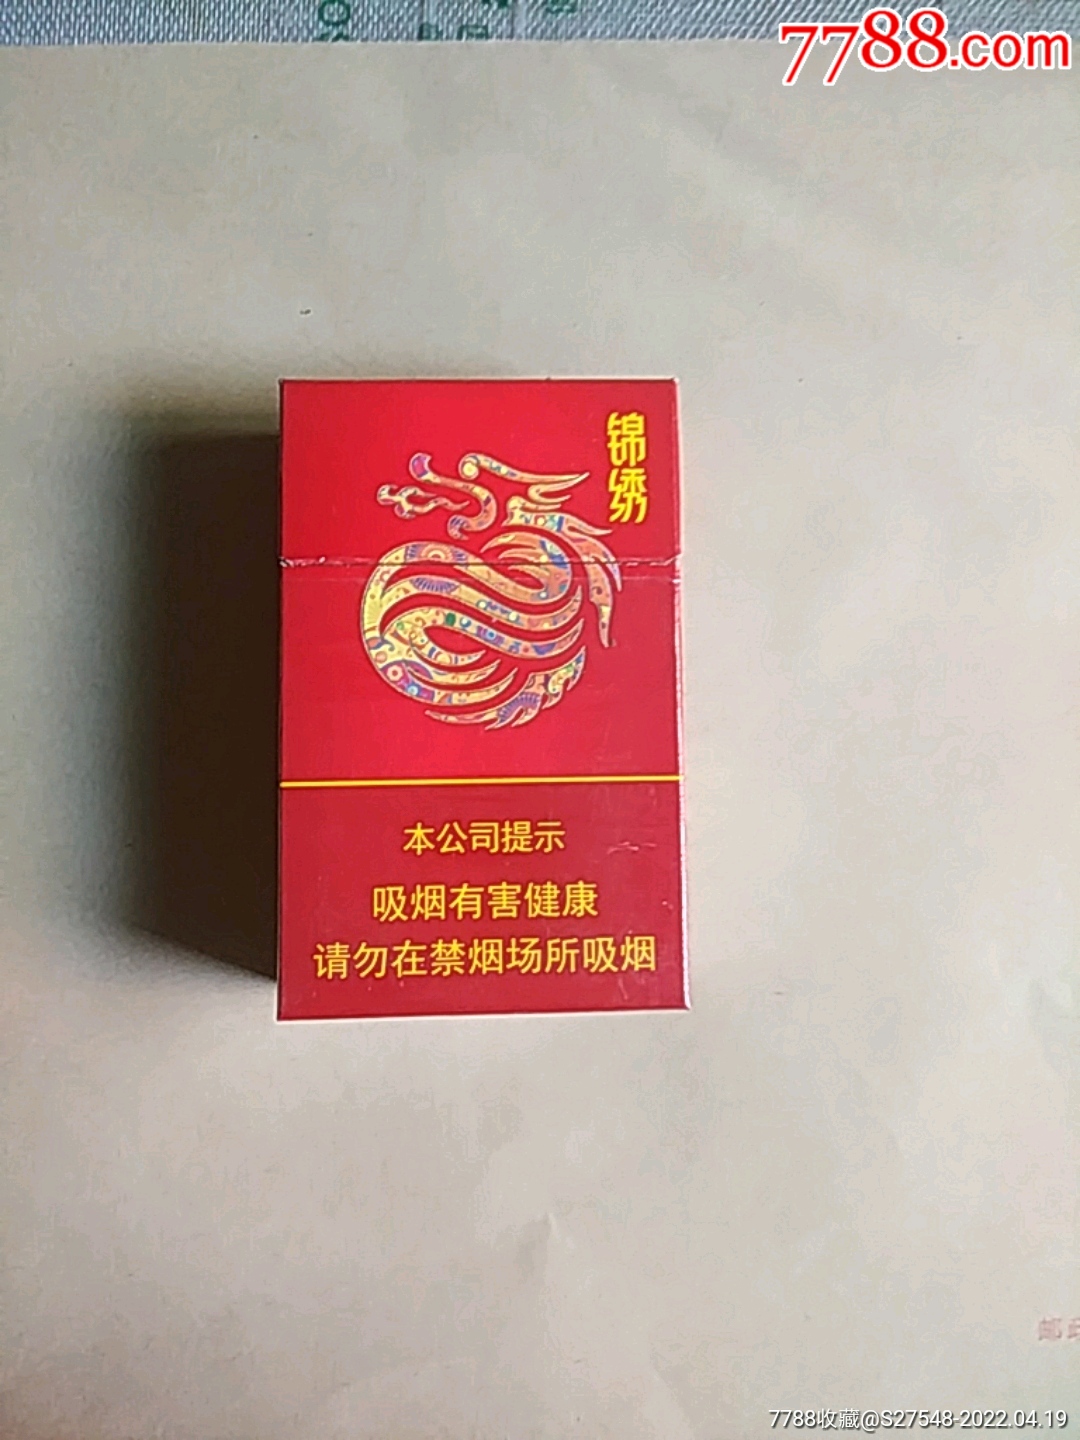 7788.com
锦绣
本公司提示
吸烟有害健康
请勿在禁烟场所吸烟
邮
7788收藏@S27548-2022.04.19